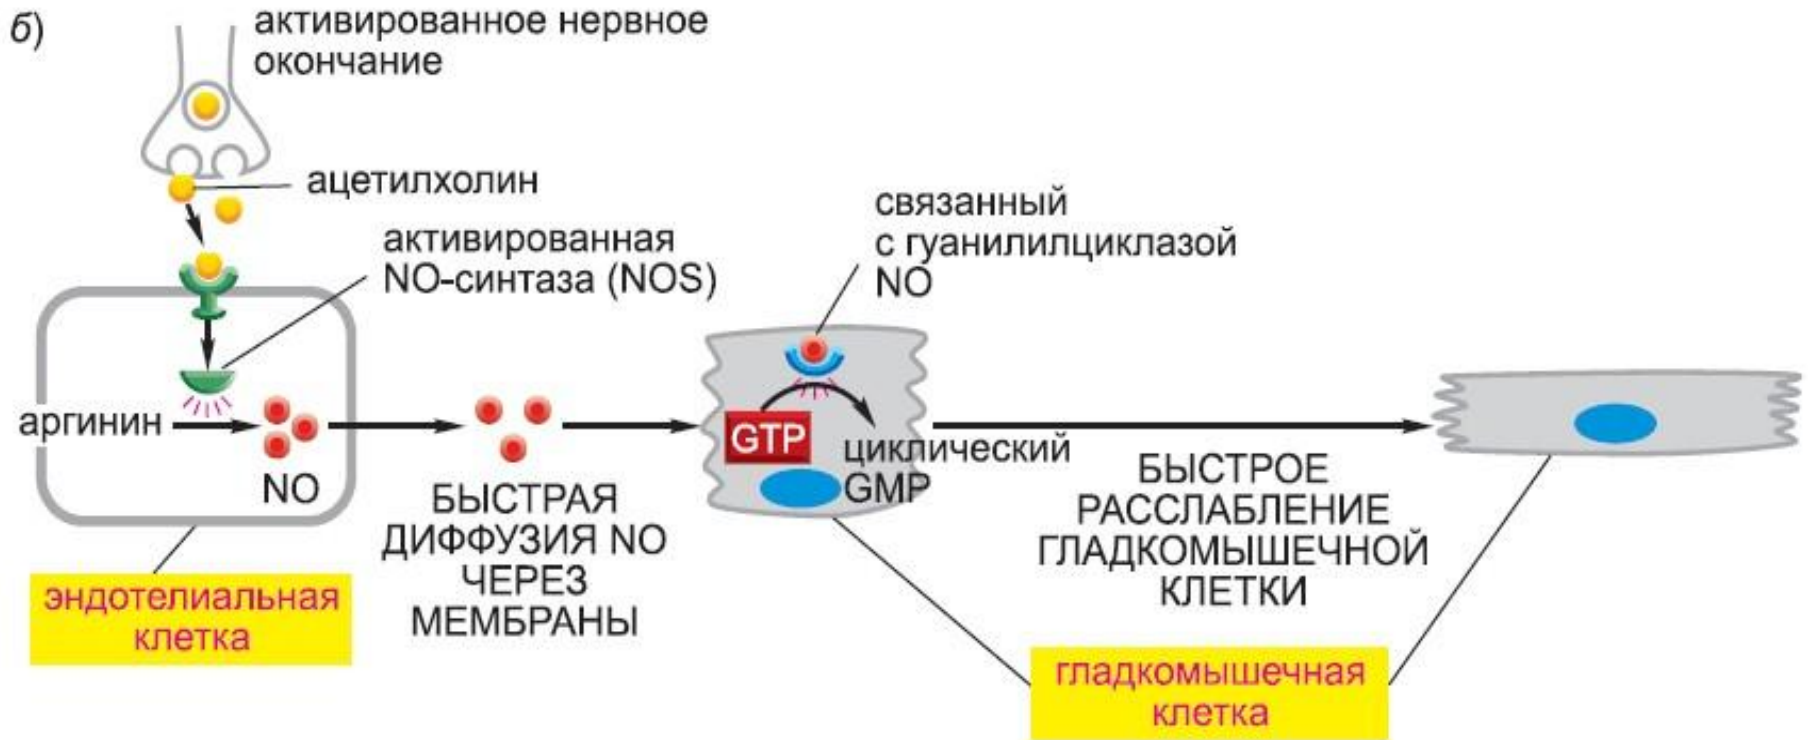 б)
активированное нервное
окончание
ацетилхолин
активированная
NO-синтаза (NOS)
связанный
с гуанилилциклазой
NO
аргинин
NO
GTP
циклический
GMP
БЫСТРАЯ
ДИФФУЗИЯ NO
ЧЕРЕЗ
МЕМБРАНЫ
БЫСТРОЕ
РАССЛАБЛЕНИЕ
ГЛАДКОМЫШЕЧНОЙ
КЛЕТКИ
эндотелиальная
клетка
гладкомышечная
клетка